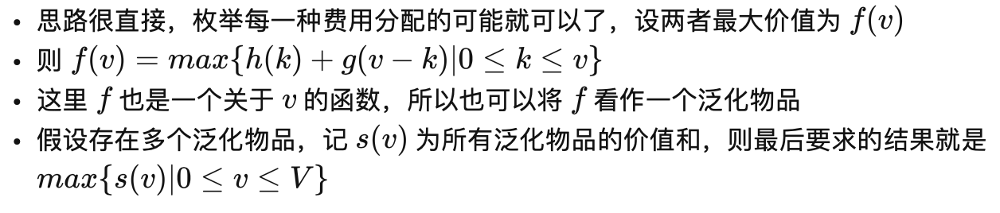 • 思路很直接，枚举每一种费用分配的可能就可以了，设两者最大价值为 f(v)
• 则 f(v) = max{h(k) + g(v − k)|0 ≤ k ≤ v}
• 这里 f 也是一个关于 v 的函数，所以也可以将 f 看作一个泛化物品
• 假设存在多个泛化物品，记 s(v) 为所有泛化物品的价值和，则最后要求的结果就是
max{s(v)|0 ≤ v ≤ V}